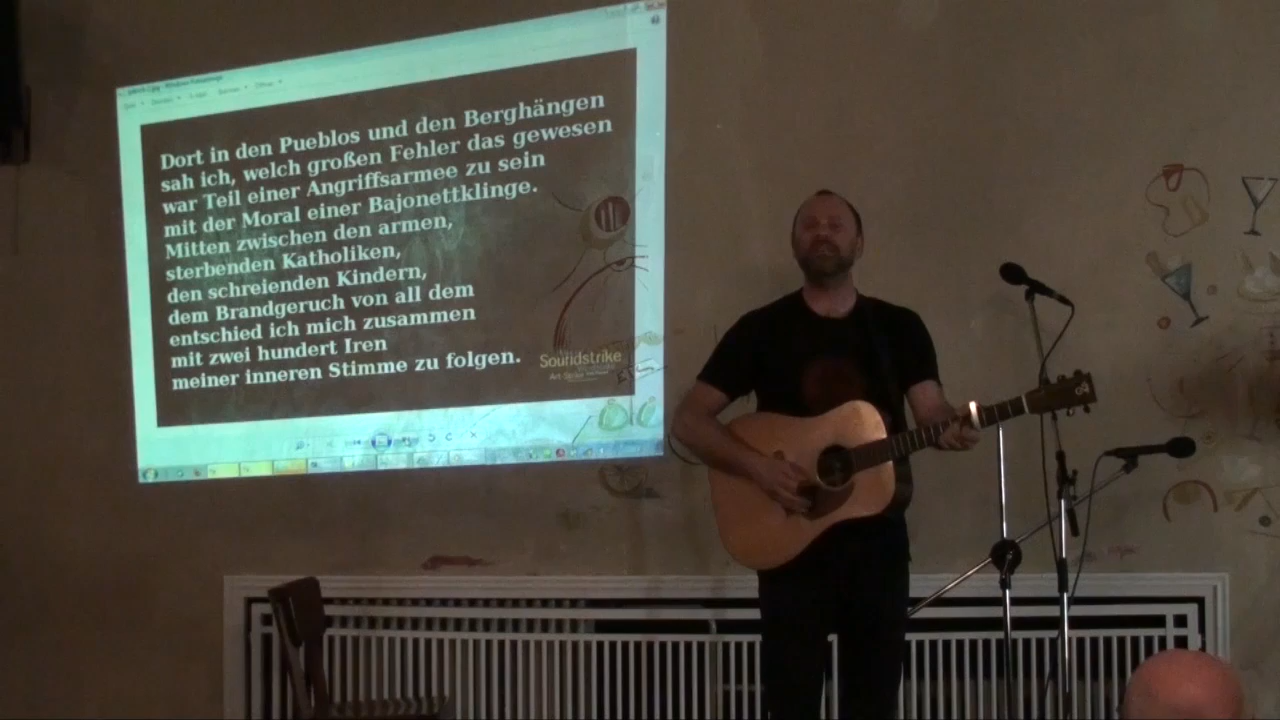 Dort in den Pueblos und den Berghängen
sah ich, welch großen Fehler das gewesen
war Teil einer Angriffsarmee zu sein
mit der Moral einer Bajonettklinge.
Mitten zwischen den armen,
sterbenden Katholiken,
den schreienden Kindern,
dem Brandgeruch von all dem
entschied ich mich zusammen
mit zwei hundert Iren
meiner inneren Stimme zu folgen.
Soundstrike